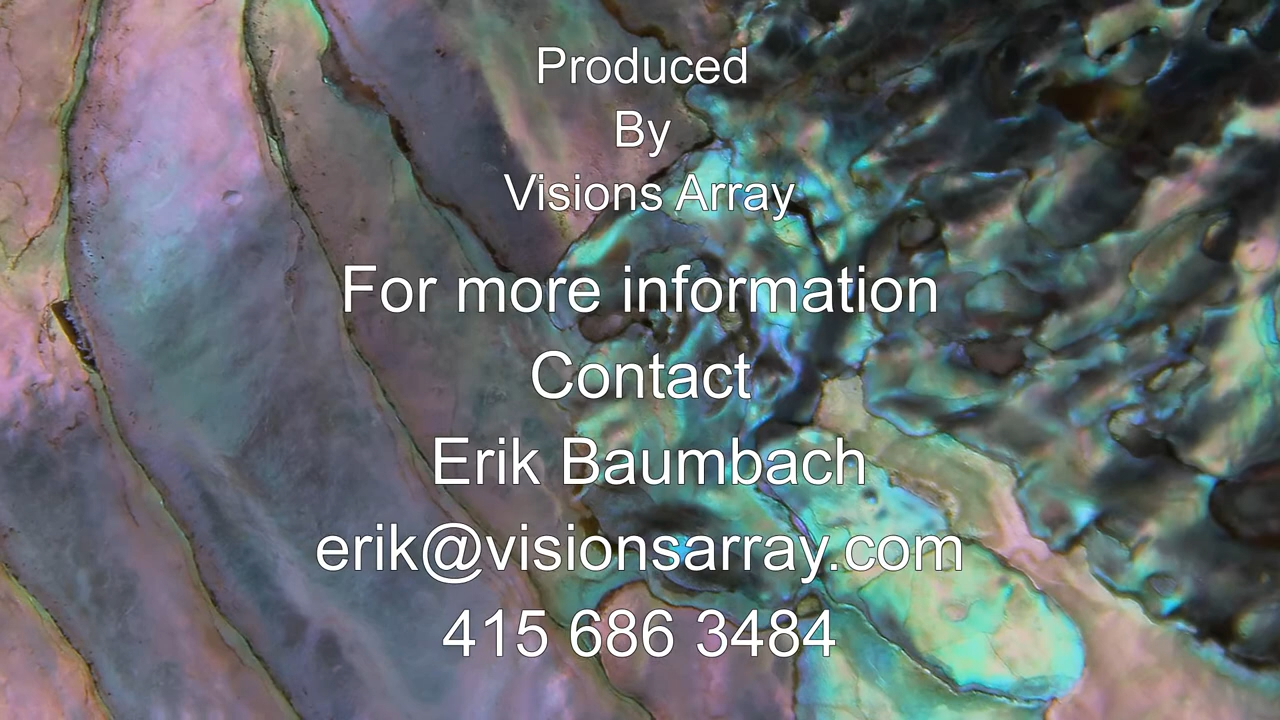 Produced
By
Visions Array
For more information
Contact
Erik Baumbach
erik@visionsarray.com
415 686 3484